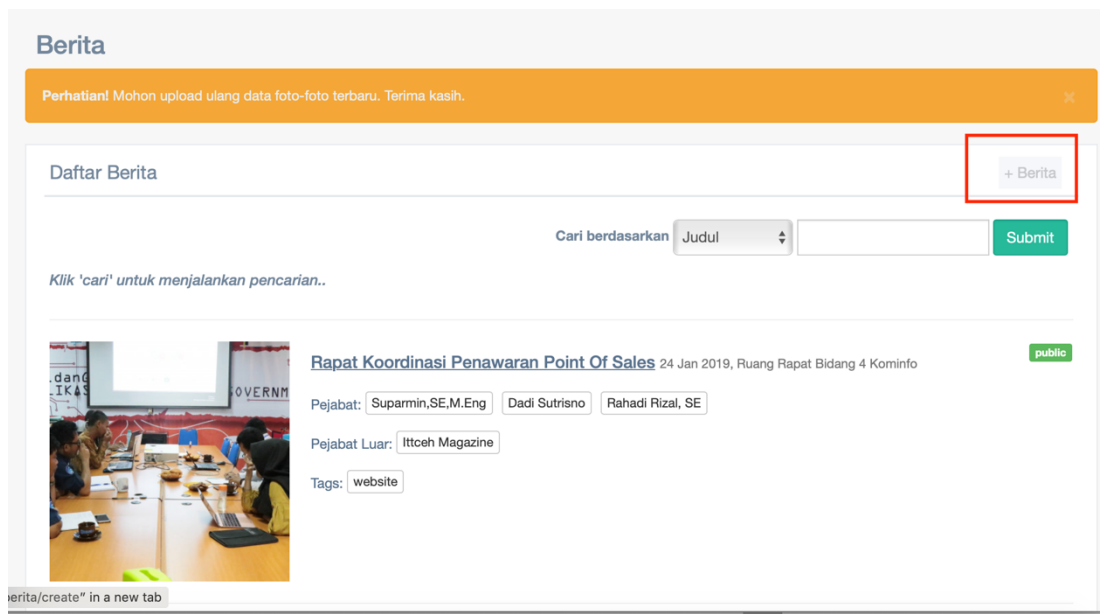 Berita
Perhatian! Mohon upload ulang data foto-foto terbaru. Terima kasih.
×
Daftar Berita
+ Berita
Cari berdasarkan Judul Submit
Klik 'cari' untuk menjalankan pencarian..
Rapat Koordinasi Penawaran Point Of Sales 24 Jan 2019, Ruang Rapat Bidang 4 Kominfo public
Pejabat: Suparmin,SE,M.Eng Dadi Sutrisno Rahadi Rizal, SE
Pejabat Luar: Ittceh Magazine
Tags: website
.dan
IKAS OVERNM
erita/create" in a new tab